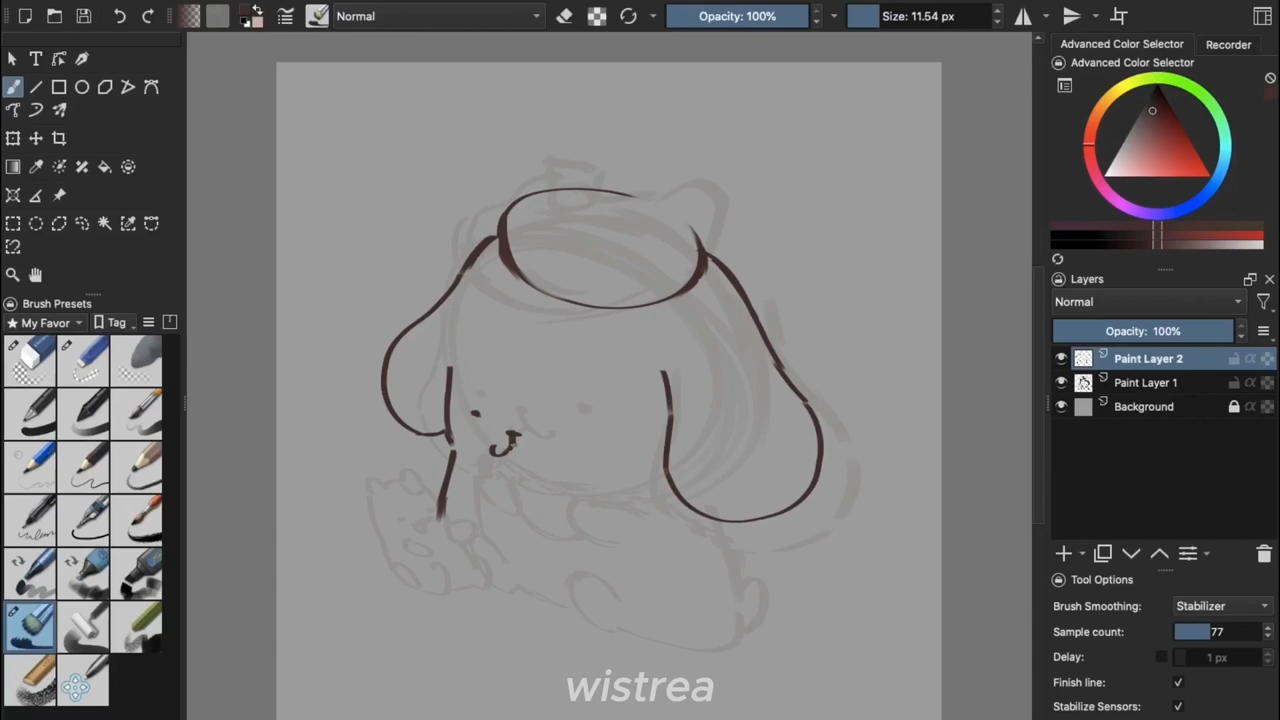 Normal
Opacity: 100%
Size: 11.54 px
Advanced Color Selector
Recorder
Advanced Color Selector
Layers
Normal
Opacity: 100%
Paint Layer 2
Paint Layer 1
Background
Tool Options
Brush Smoothing:
Stabilizer
Sample count:
77
Delay:
1 px
Finish line:
Stabilize Sensors:
Brush Presets
My Favor
Tag
wistrea